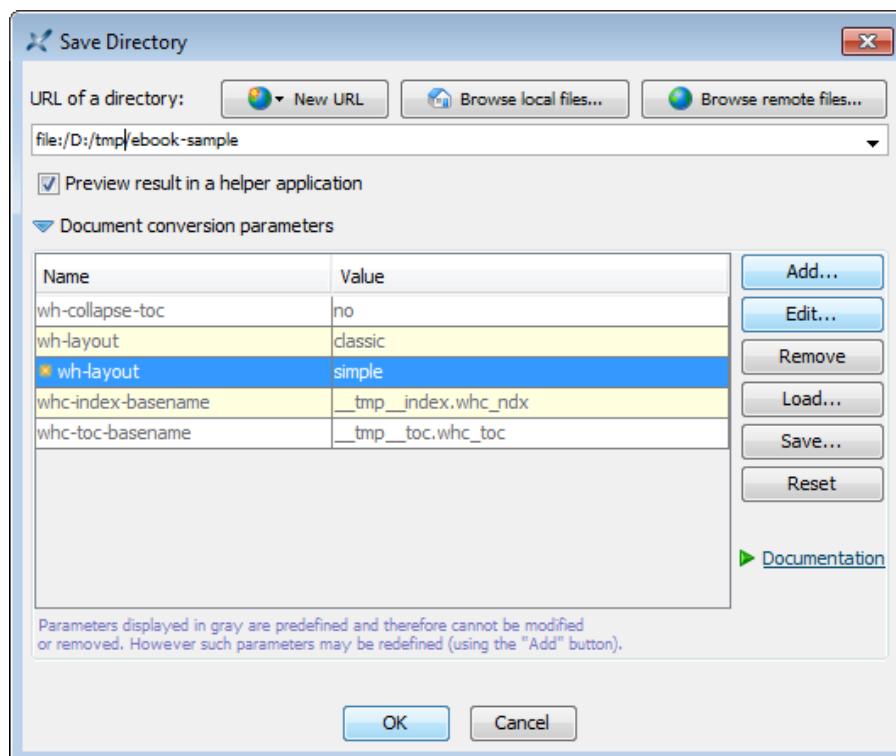 Save Directory
URL of a directory: New URL Browse local files... Browse remote files...
file:/D:/tmp/ebook-sample
Preview result in a helper application
Document conversion parameters
Name Value Add...
wh-collapse-toc no Edit...
wh-layout classic
wh-layout simple Remove
whc-index-basename __tmp__index.whc_ndx Load...
whc-toc-basename __tmp__toc.whc_toc Save...
Reset
Documentation
Parameters displayed in gray are predefined and therefore cannot be modified
or removed. However such parameters may be redefined (using the "Add" button).
OK Cancel